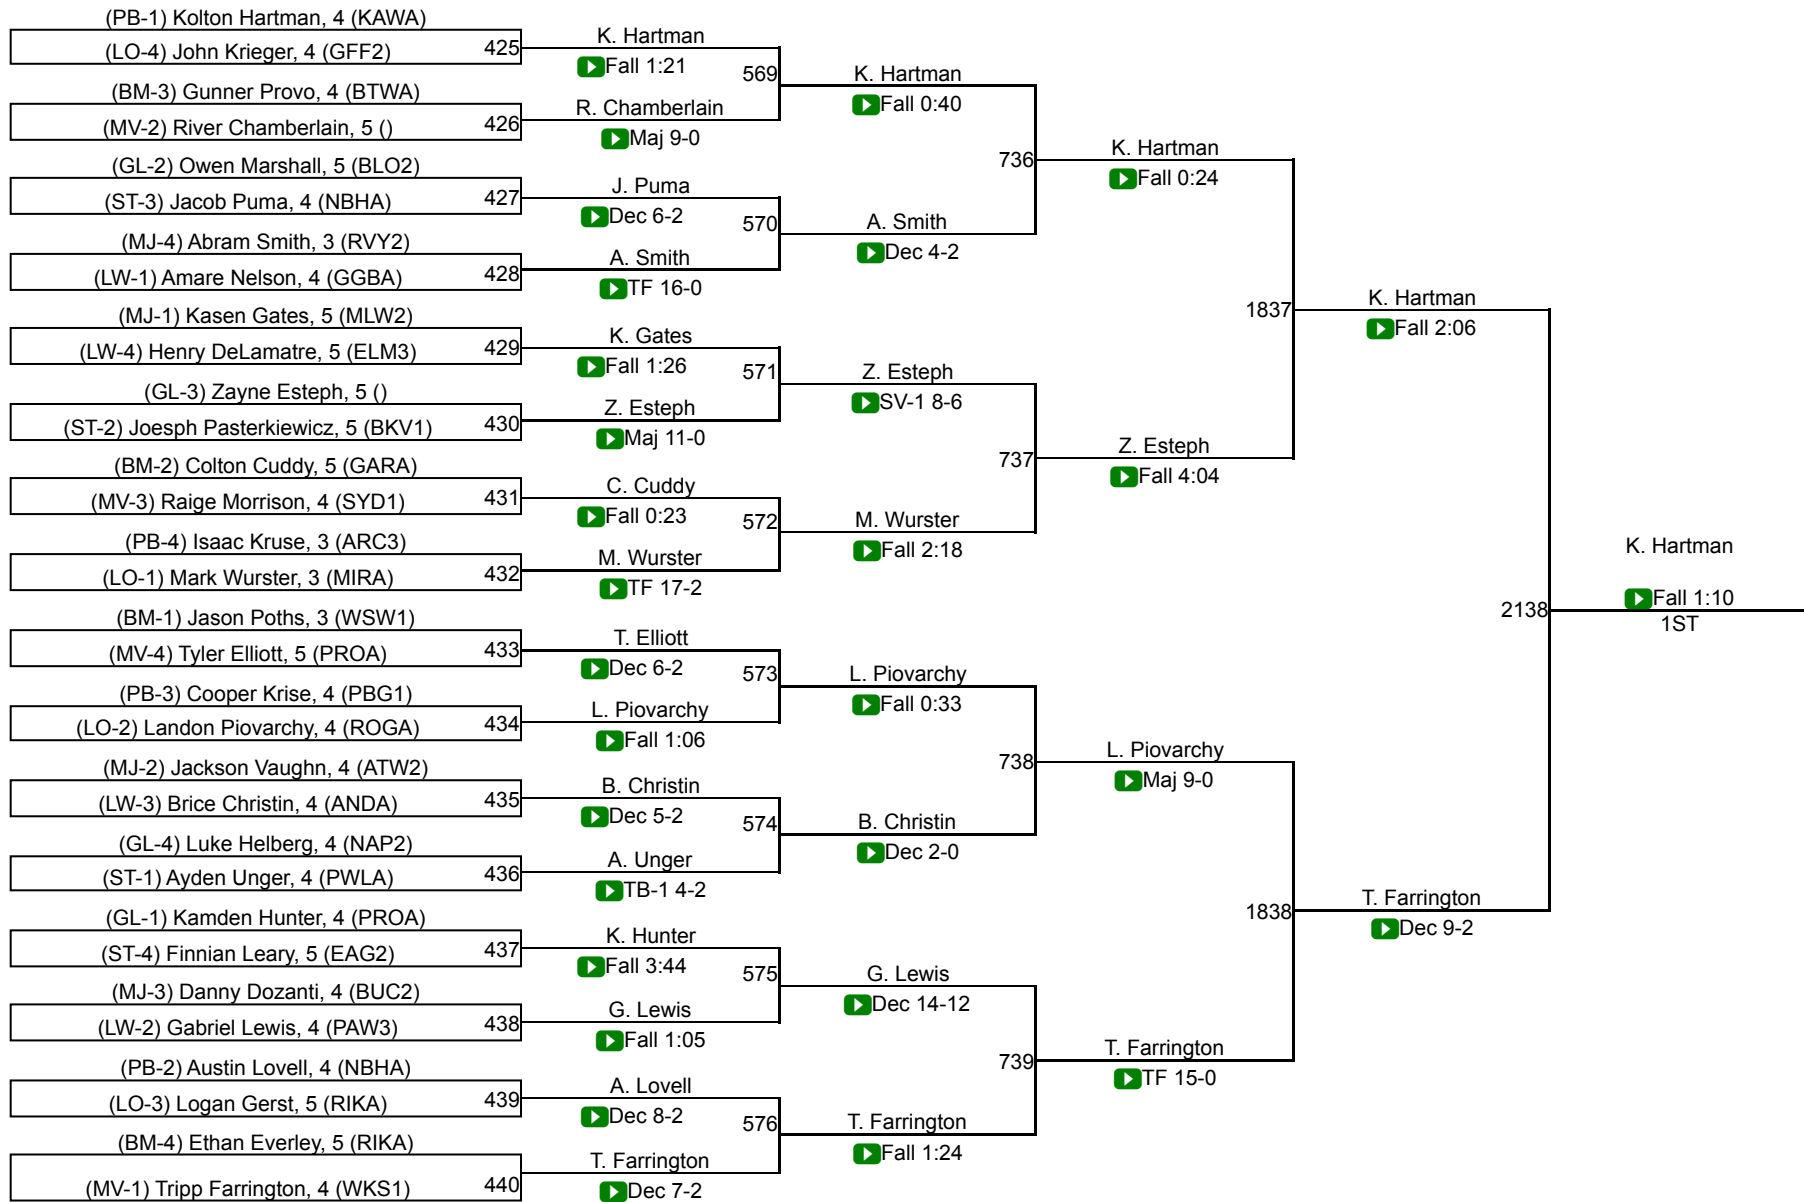 (PB-1) Kolton Hartman, 4 (KAWA)
(LO-4) John Krieger, 4 (GFF2)
425
(BM-3) Gunner Provo, 4 (BTWA)
(MV-2) River Chamberlain, 5 ()
426
(GL-2) Owen Marshall, 5 (BLO2)
(ST-3) Jacob Puma, 4 (NBHA)
427
(MJ-4) Abram Smith, 3 (RVY2)
(LW-1) Amare Nelson, 4 (GGBA)
428
(MJ-1) Kasen Gates, 5 (MLW2)
(LW-4) Henry DeLamatre, 5 (ELM3)
429
(GL-3) Zayne Esteph, 5 ()
(ST-2) Joesph Pasterkiewicz, 5 (BKV1)
430
(BM-2) Colton Cuddy, 5 (GARA)
(MV-3) Raige Morrison, 4 (SYD1)
431
(PB-4) Isaac Kruse, 3 (ARC3)
(LO-1) Mark Wurster, 3 (MIRA)
432
(BM-1) Jason Poths, 3 (WSW1)
(MV-4) Tyler Elliott, 5 (PROA)
433
(PB-3) Cooper Krise, 4 (PBG1)
(LO-2) Landon Piovarchy, 4 (ROGA)
434
(MJ-2) Jackson Vaughn, 4 (ATW2)
(LW-3) Brice Christin, 4 (ANDA)
435
(GL-4) Luke Helberg, 4 (NAP2)
(ST-1) Ayden Unger, 4 (PWLA)
436
(GL-1) Kamden Hunter, 4 (PROA)
(ST-4) Finnian Leary, 5 (EAG2)
437
(MJ-3) Danny Dozanti, 4 (BUC2)
(LW-2) Gabriel Lewis, 4 (PAW3)
438
(PB-2) Austin Lovell, 4 (NBHA)
(LO-3) Logan Gerst, 5 (RIKA)
439
(BM-4) Ethan Everley, 5 (RIKA)
(MV-1) Tripp Farrington, 4 (WKS1)
440
K. Hartman
Fall 1:21
569
R. Chamberlain
Maj 9-0
J. Puma
Dec 6-2
570
A. Smith
TF 16-0
K. Gates
Fall 1:26
571
Z. Esteph
Maj 11-0
C. Cuddy
Fall 0:23
572
M. Wurster
TF 17-2
T. Elliott
Dec 6-2
573
L. Piovarchy
Fall 1:06
B. Christin
Dec 5-2
574
A. Unger
TB-1 4-2
K. Hunter
Fall 3:44
575
G. Lewis
Fall 1:05
A. Lovell
Dec 8-2
576
T. Farrington
Dec 7-2
K. Hartman
Fall 0:40
736
A. Smith
Dec 4-2
Z. Esteph
SV-1 8-6
737
M. Wurster
Fall 2:18
L. Piovarchy
Fall 0:33
738
B. Christin
Dec 2-0
G. Lewis
Dec 14-12
739
T. Farrington
Fall 1:24
K. Hartman
Fall 0:24
1837
Z. Esteph
Fall 4:04
L. Piovarchy
Maj 9-0
1838
T. Farrington
TF 15-0
K. Hartman
Fall 2:06
2138
T. Farrington
Dec 9-2
K. Hartman
Fall 1:10
1ST